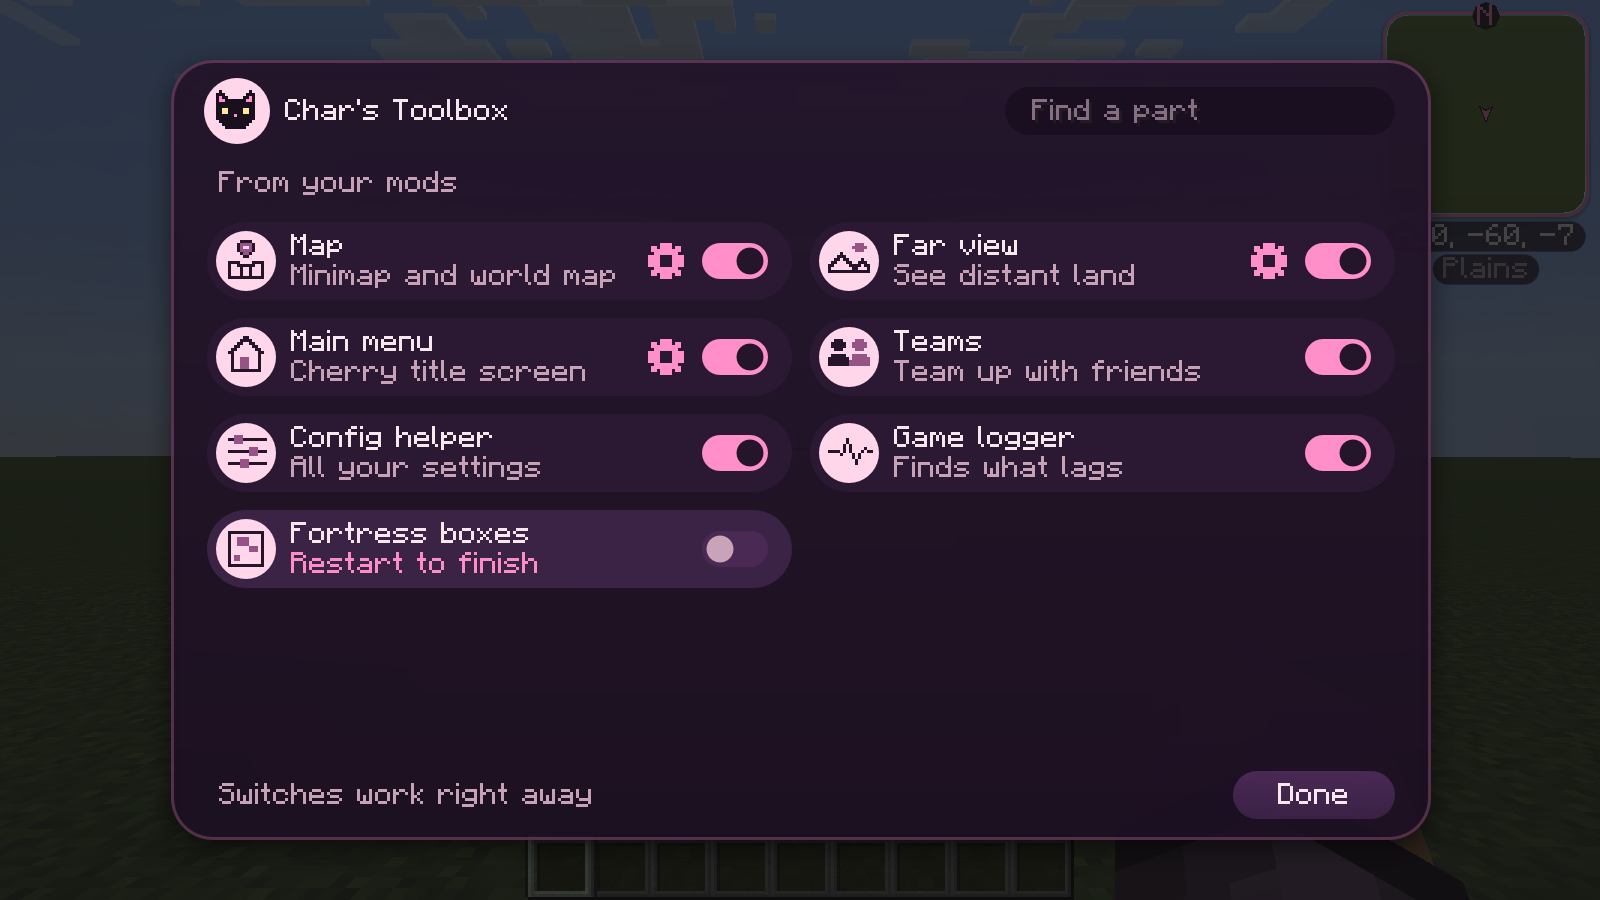 N
Char's Toolbox
Find a part
From your mods
Map
Minimap and world map
Far view
See distant land
0, -60, -7
Plains
Main menu
Cherry title screen
Teams
Team up with friends
Config helper
All your settings
Game logger
Finds what lags
Fortress boxes
Restart to finish
Switches work right away
Done